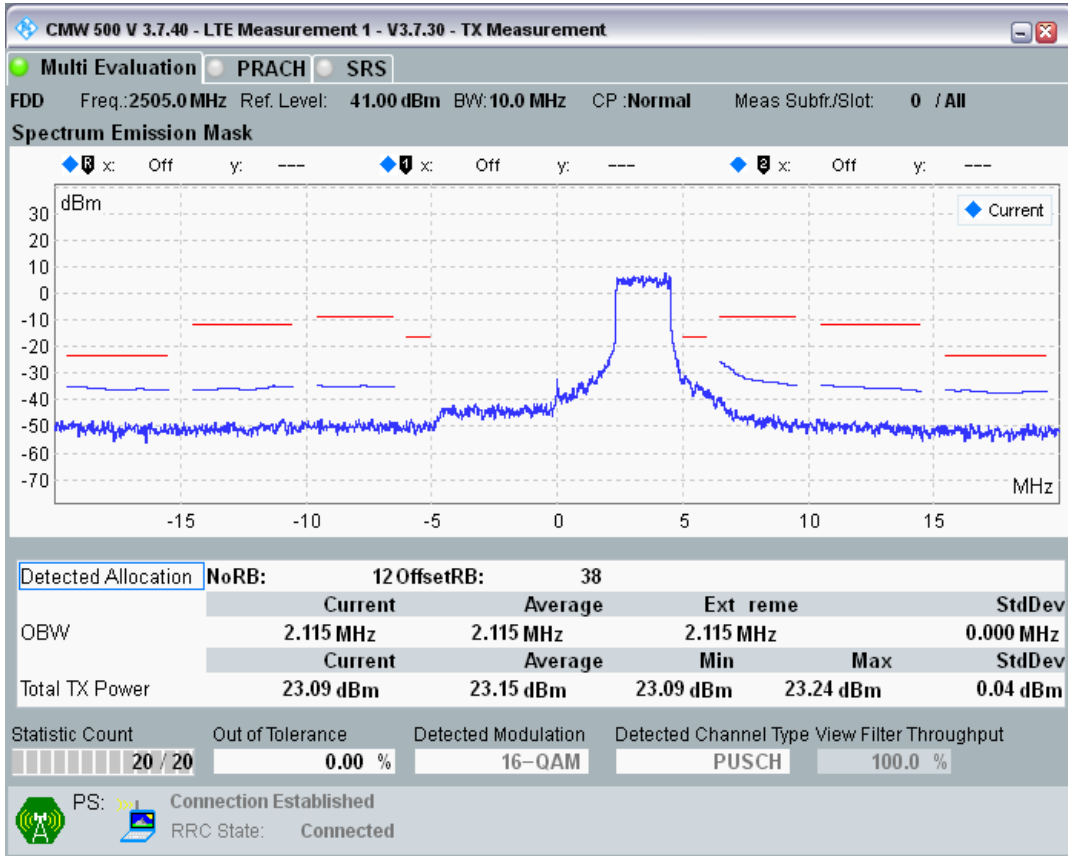 CMW 500 V 3.7.40 - LTE Measurement 1 - V3.7.30 - TX Measurement
Multi Evaluation PRACH SRS
FDD Freq.:2505.0 MHz Ref. Level: 41.00 dBm BW: 10.0 MHz CP :Normal Meas Subfr./Slot: 0 / All
Spectrum Emission Mask
R x: Off y: --- 1 x: Off y: --- 2 x: Off y: ---
dBm
Current
30
20
10
0
-10
-20
-30
-40
-50
-60
-70
MHz
-15 -10 -5 0 5 10 15
Detected Allocation NoRB: 12 OffsetRB: 38
Current Average Ext reme StdDev
OBW 2.115 MHz 2.115 MHz 2.115 MHz 0.000 MHz
Current Average Min Max StdDev
Total TX Power 23.09 dBm 23.15 dBm 23.09 dBm 23.24 dBm 0.04 dBm
Statistic Count Out of Tolerance Detected Modulation Detected Channel Type View Filter Throughput
20 / 20 0.00 % 16-QAM PUSCH 100.0 %
PS: Connection Established
RRC State: Connected